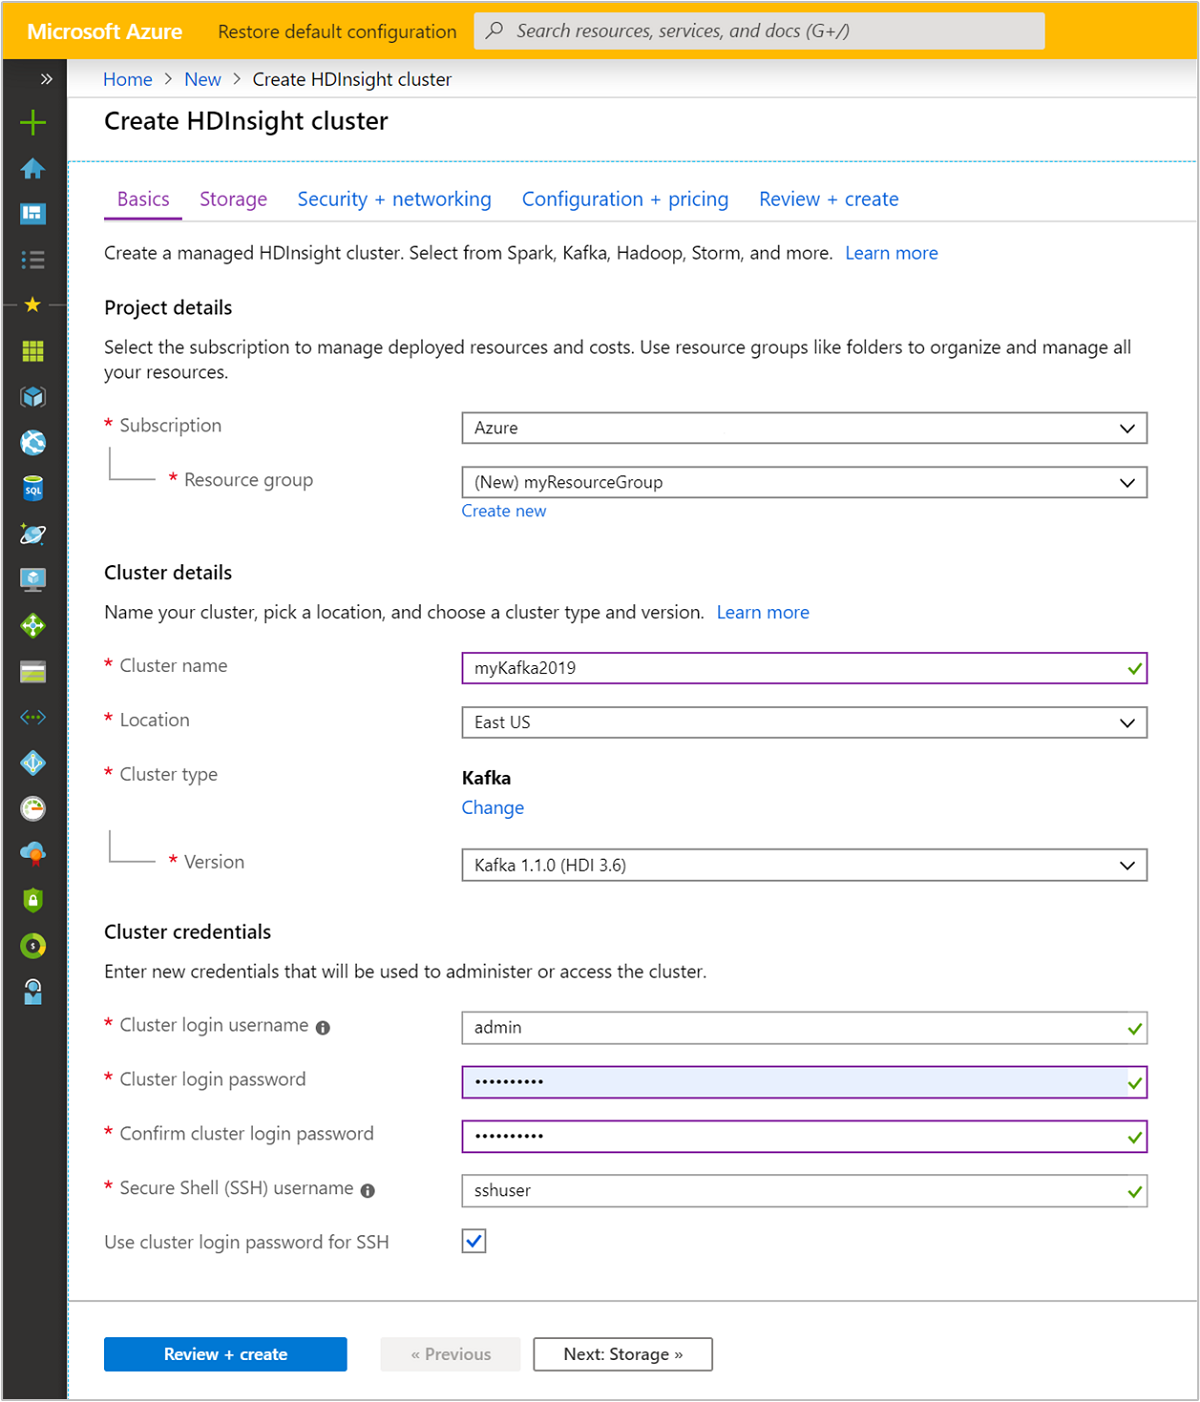 Microsoft Azure Restore default configuration Search resources, services, and docs (G+/)
» Home > New > Create HDInsight cluster
Create HDInsight cluster
Basics Storage Security + networking Configuration + pricing Review + create
Create a managed HDInsight cluster. Select from Spark, Kafka, Hadoop, Storm, and more. Learn more
Project details
Select the subscription to manage deployed resources and costs. Use resource groups like folders to organize and manage all
your resources.
* Subscription Azure
* Resource group (New) myResourceGroup
Create new
Cluster details
Name your cluster, pick a location, and choose a cluster type and version. Learn more
* Cluster name myKafka2019
* Location East US
* Cluster type Kafka
Change
* Version Kafka 1.1.0 (HDI 3.6)
Cluster credentials
Enter new credentials that will be used to administer or access the cluster.
* Cluster login username admin
* Cluster login password ••••••••••
* Confirm cluster login password ••••••••••
* Secure Shell (SSH) username sshuser
Use cluster login password for SSH
Review + create « Previous Next: Storage »
SQL